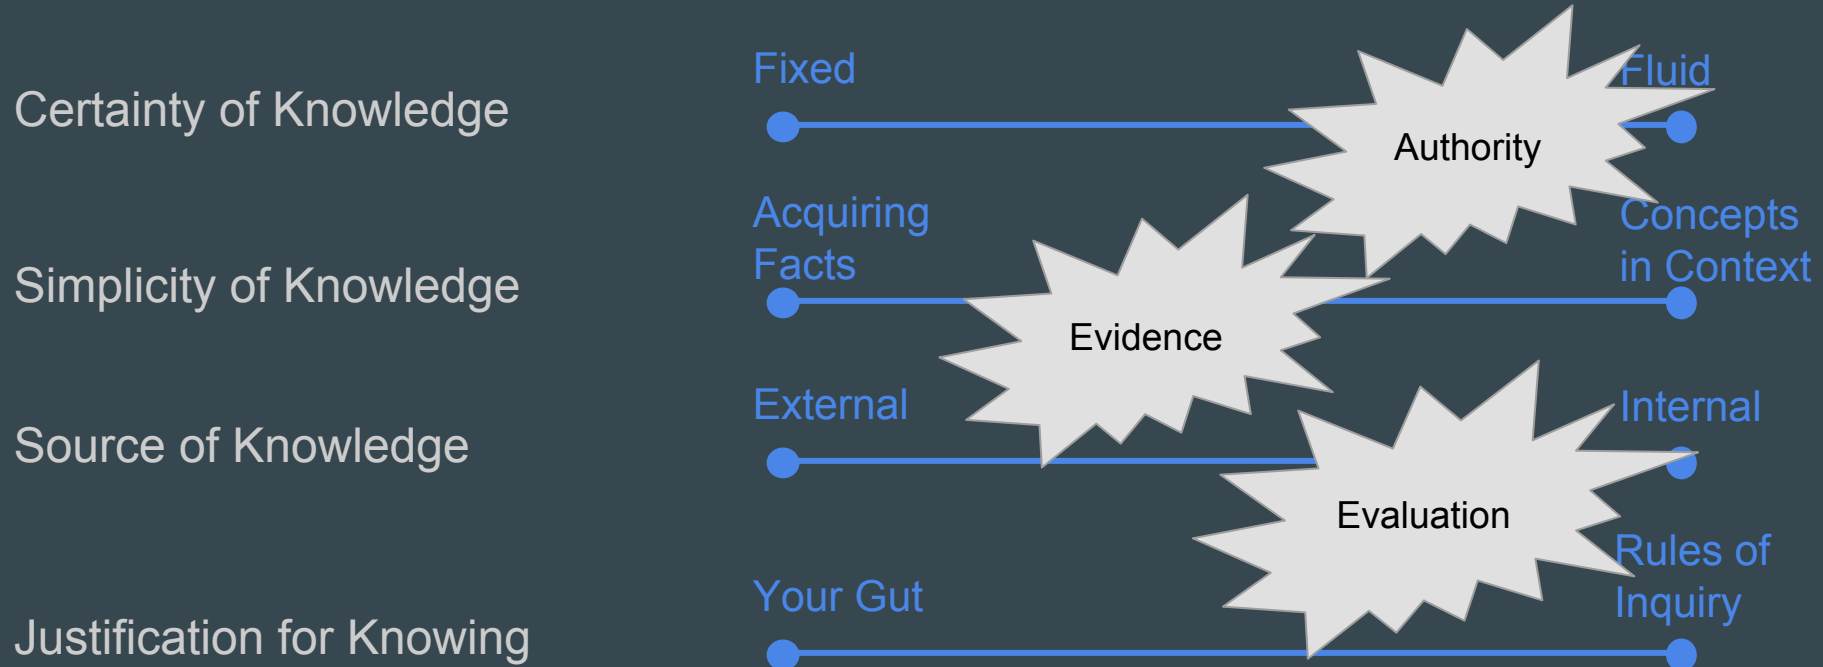 Certainty of Knowledge
Fixed
Fluid
Authority
Simplicity of Knowledge
Acquiring
Facts
Concepts
in Context
Evidence
Source of Knowledge
External
Internal
Evaluation
Justification for Knowing
Your Gut
Rules of
Inquiry